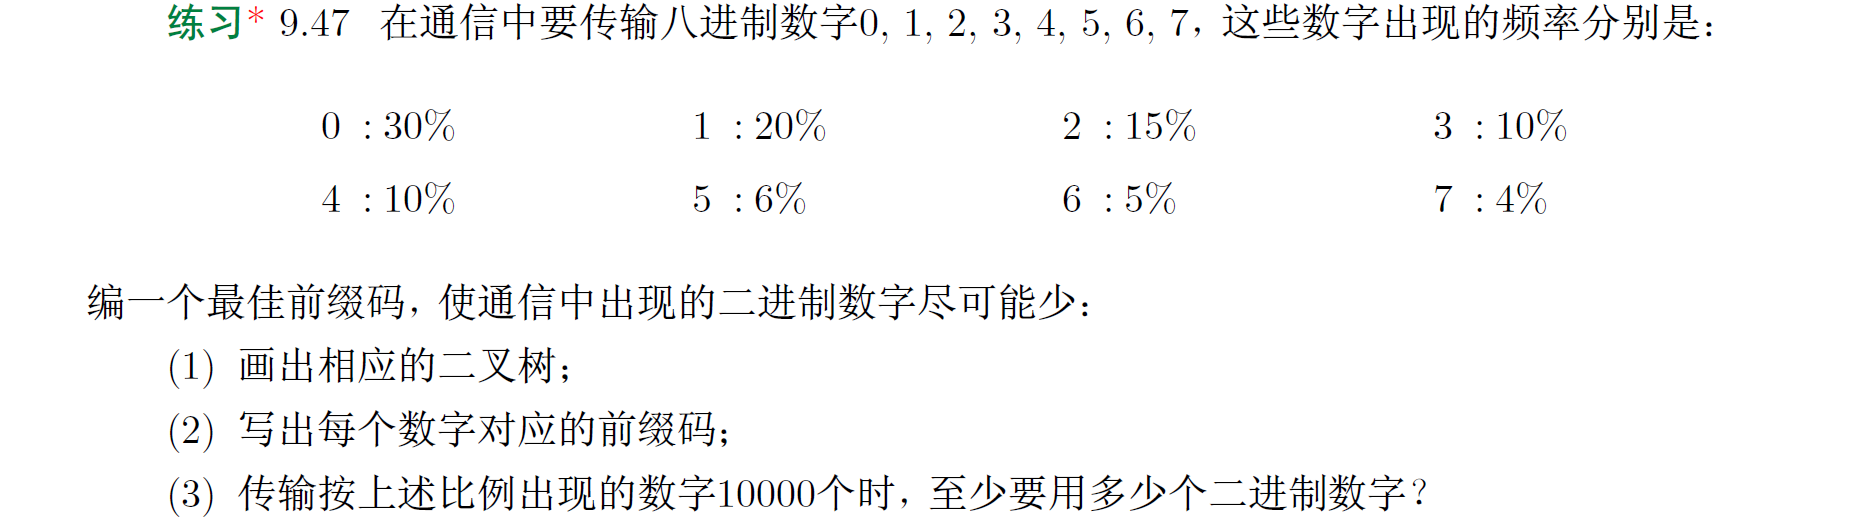 练习* 9.47 在通信中要传输八进制数字0, 1, 2, 3, 4, 5, 6, 7, 这些数字出现的频率分别是:
0 : 30% 1 : 20% 2 : 15% 3 : 10%
4 : 10% 5 : 6% 6 : 5% 7 : 4%
编一个最佳前缀码, 使通信中出现的二进制数字尽可能少:
(1) 画出相应的二叉树;
(2) 写出每个数字对应的前缀码;
(3) 传输按上述比例出现的数字10000个时, 至少要用多少个二进制数字?